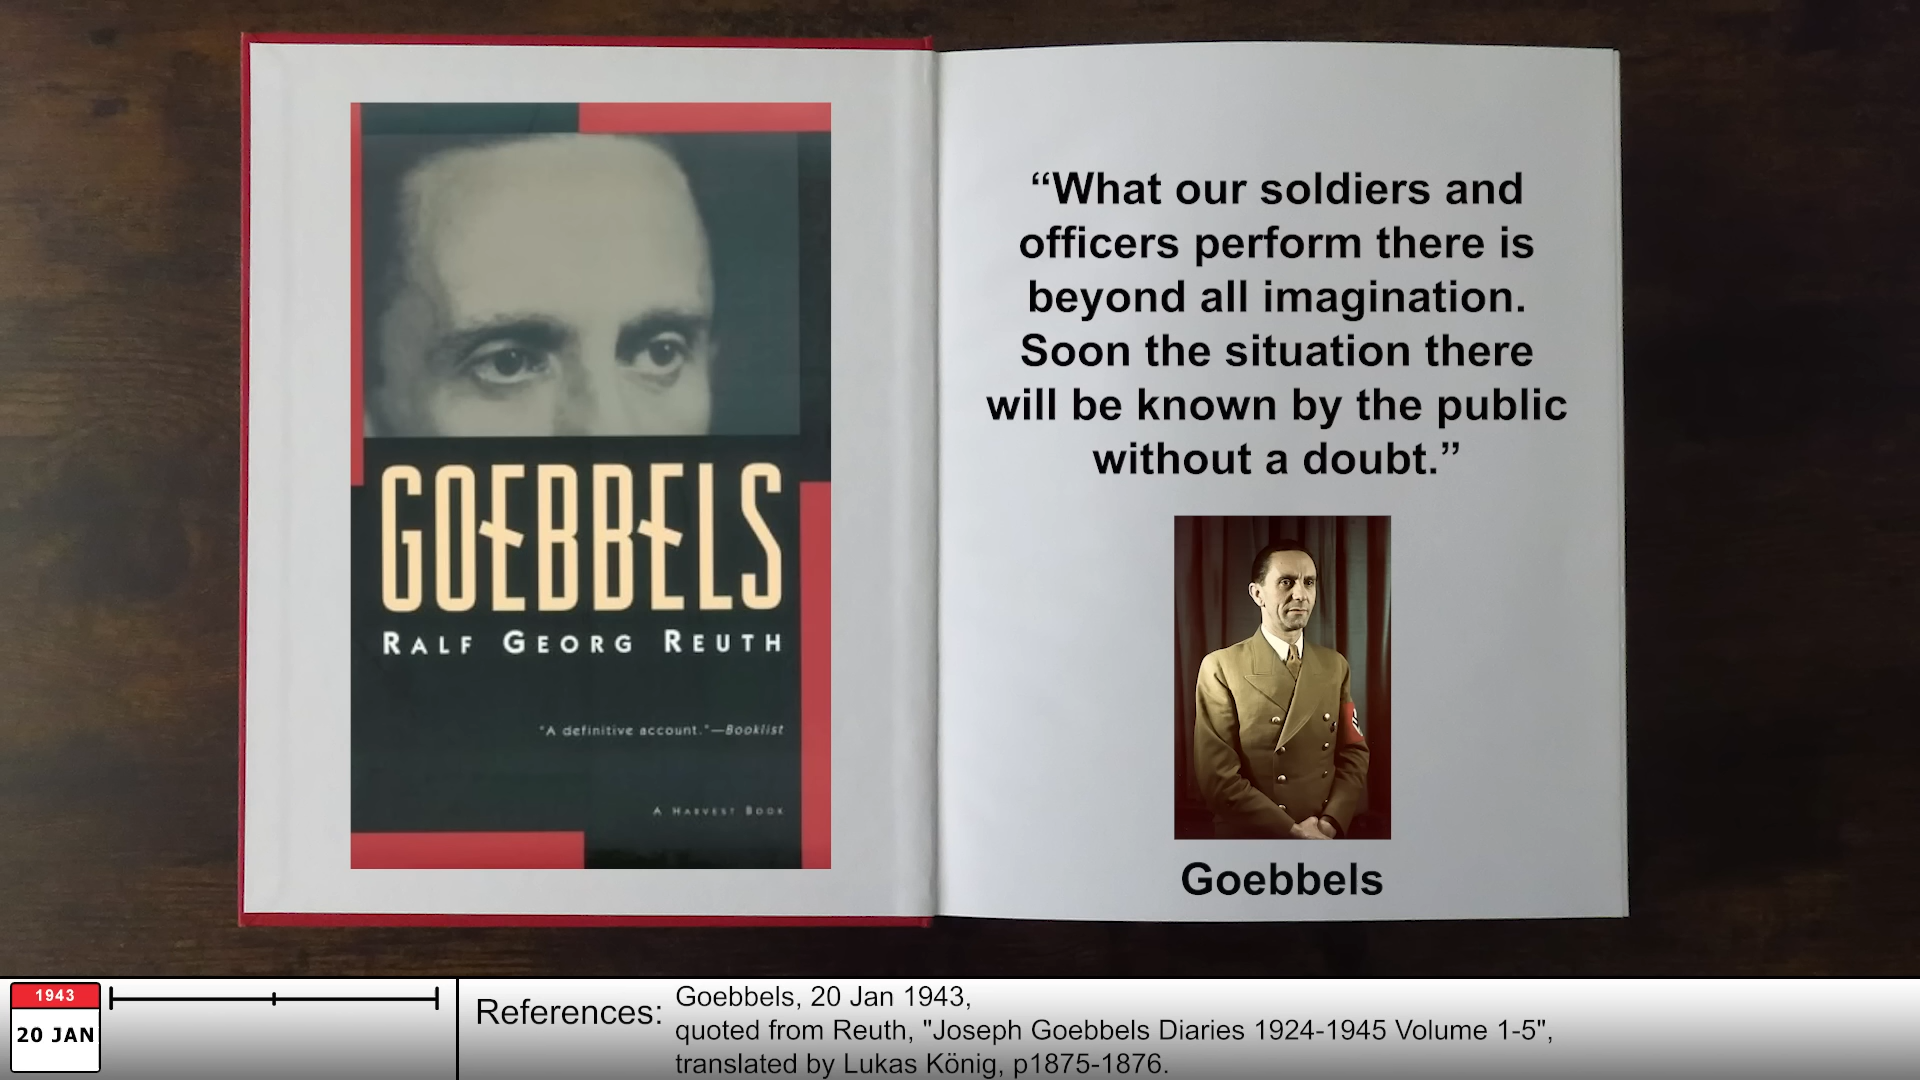 GOEBBELS
RALF GEORG REUTH
"A definitive account."—Booklist
A HARVEST BOOK
“What our soldiers and
officers perform there is
beyond all imagination.
Soon the situation there
will be known by the public
without a doubt.”
Goebbels
1943
20 JAN
References:
Goebbels, 20 Jan 1943,
quoted from Reuth, "Joseph Goebbels Diaries 1924-1945 Volume 1-5",
translated by Lukas König, p1875-1876.